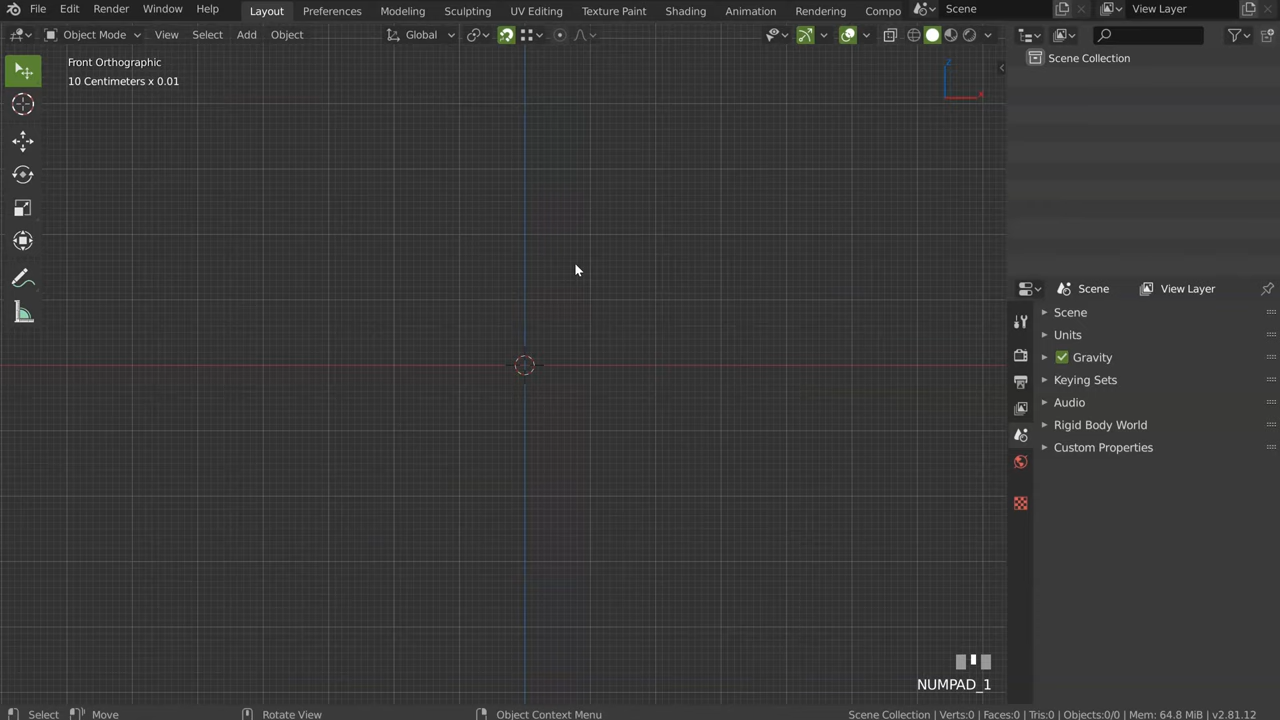 File Edit Render Window Help Layout Preferences Modeling Sculpting UV Editing Texture Paint Shading Animation Rendering Compo Scene View Layer
Object Mode View Select Add Object Global
Front Orthographic
10 Centimeters x 0.01
Z
X
Scene Collection
Scene View Layer
Scene
Units
Gravity
Keying Sets
Audio
Rigid Body World
Custom Properties
NUMPAD_1
Select Move Rotate View Object Context Menu Scene Collection | Verts:0 | Faces:0 | Tris:0 | Objects:0/0 | Mem: 64.8 MiB | v2.81.12